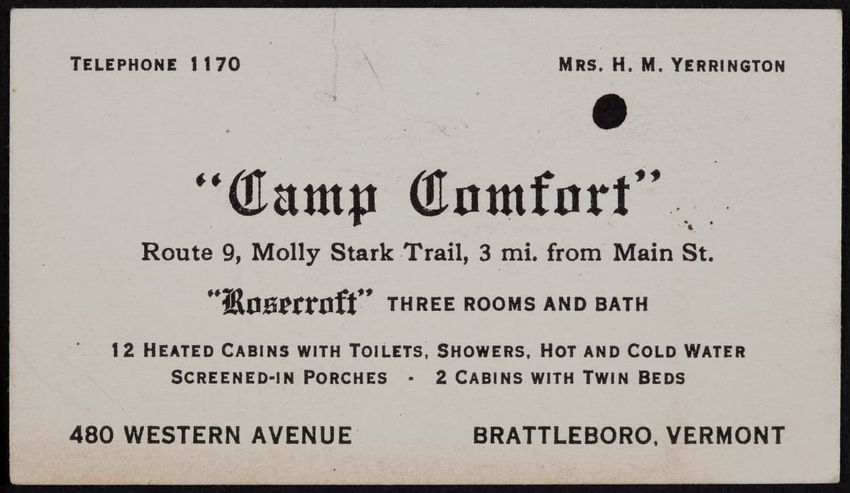 TELEPHONE 1170
MRS. H. M. YERRINGTON
"Camp Comfort"
Route 9, Molly Stark Trail, 3 mi. from Main St.
"Rosecroft" THREE ROOMS AND BATH
12 HEATED CABINS WITH TOILETS, SHOWERS, HOT AND COLD WATER
SCREENED-IN PORCHES - 2 CABINS WITH TWIN BEDS
480 WESTERN AVENUE
BRATTLEBORO, VERMONT